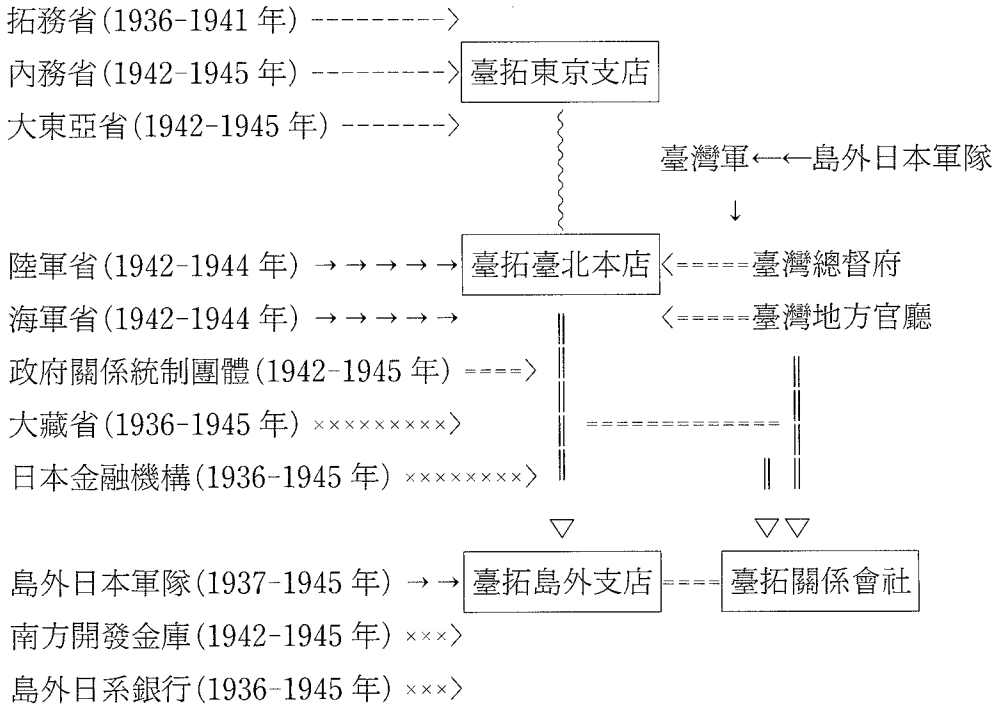 拓務省(1936-1941年) --------->
內務省(1942-1945年) ---------> 臺拓東京支店
大東亞省(1942-1945年) ------->
臺灣軍←←島外日本軍隊
↓
陸軍省(1942-1944年) →→→→→ 臺拓臺北本店 <=====臺灣總督府
海軍省(1942-1944年) →→→→→ <=====臺灣地方官廳
政府關係統制團體(1942-1945年) ====>
大藏省(1936-1945年) ×××××××××> =============
日本金融機構(1936-1945年) ××××××××>
▽ ▽▽
島外日本軍隊(1937-1945年) →→ 臺拓島外支店 ==== 臺拓關係會社
南方開發金庫(1942-1945年) ×××>
島外日系銀行(1936-1945年) ×××>